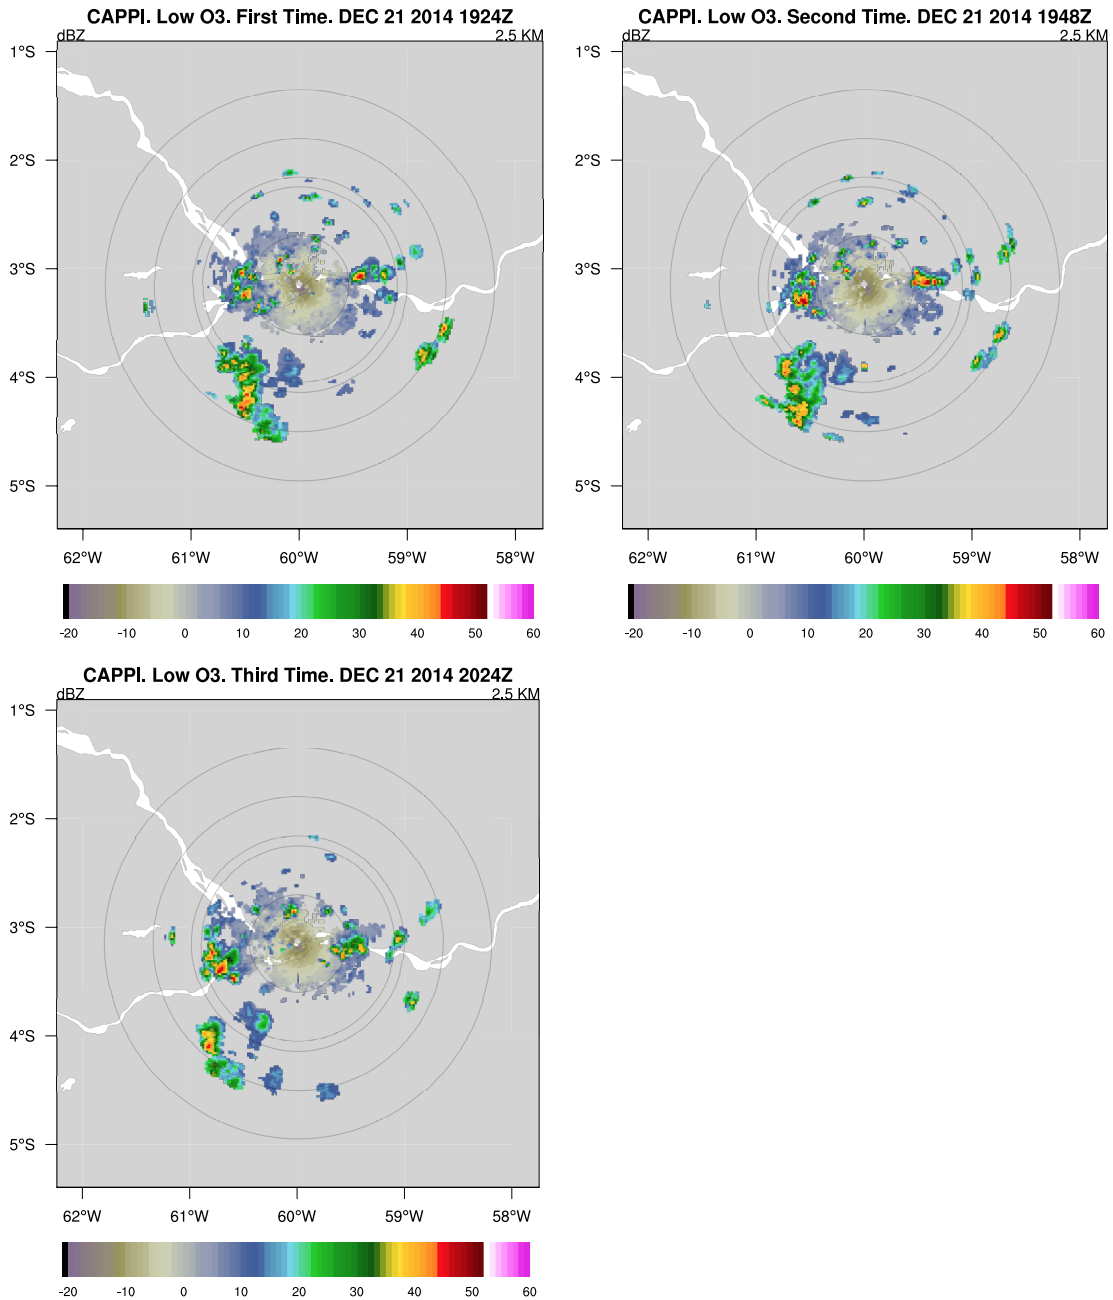 CAPPI. Low O3. First Time. DEC 21 2014 1924Z
dBZ 2.5 KM
1°S
2°S
3°S
4°S
5°S
62°W 61°W 60°W 59°W 58°W
-20 -10 0 10 20 30 40 50 60
CAPPI. Low O3. Second Time. DEC 21 2014 1948Z
dBZ 2.5 KM
1°S
2°S
3°S
4°S
5°S
62°W 61°W 60°W 59°W 58°W
-20 -10 0 10 20 30 40 50 60
CAPPI. Low O3. Third Time. DEC 21 2014 2024Z
dBZ 2.5 KM
1°S
2°S
3°S
4°S
5°S
62°W 61°W 60°W 59°W 58°W
-20 -10 0 10 20 30 40 50 60